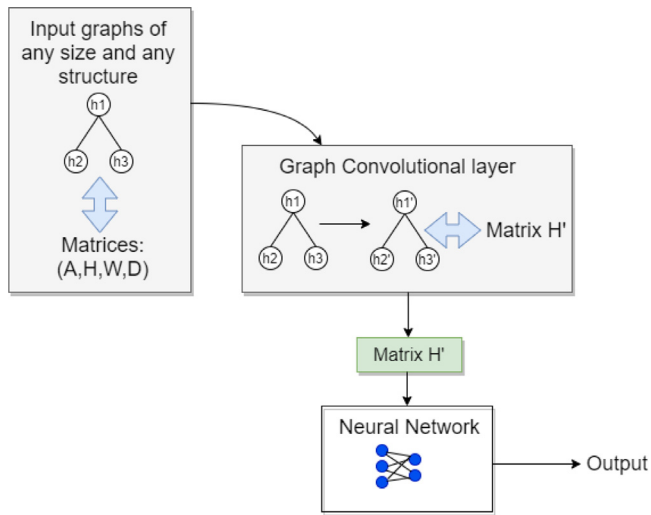 Input graphs of
any size and any
structure
h1
h2
h3
Matrices:
(A,H,W,D)
Graph Convolutional layer
h1
h2
h3
h1'
h2'
h3'
Matrix H'
Matrix H'
Neural Network
Output